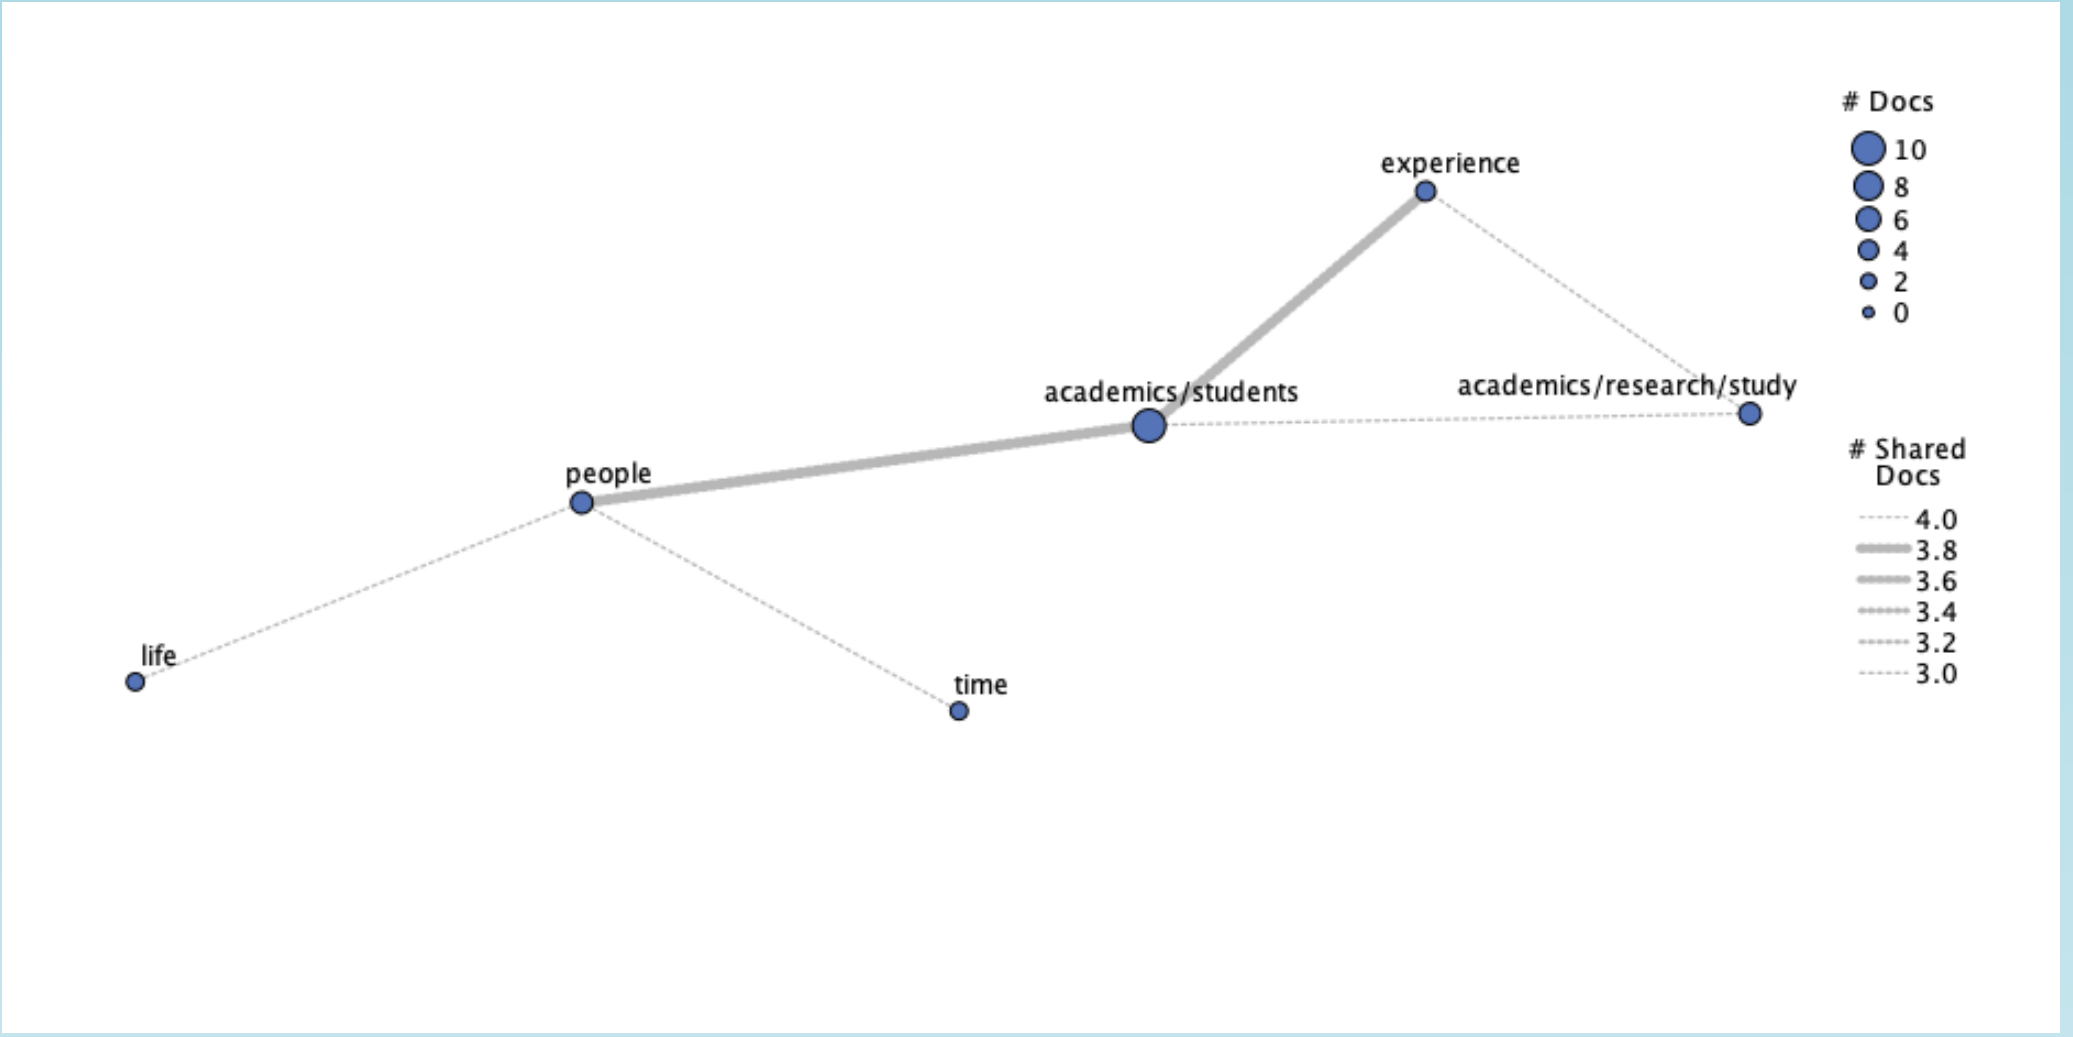 # Docs
10
8
6
4
2
0
experience
academics/students
academics/research/study
people
life
time
# Shared
Docs
4.0
3.8
3.6
3.4
3.2
3.0